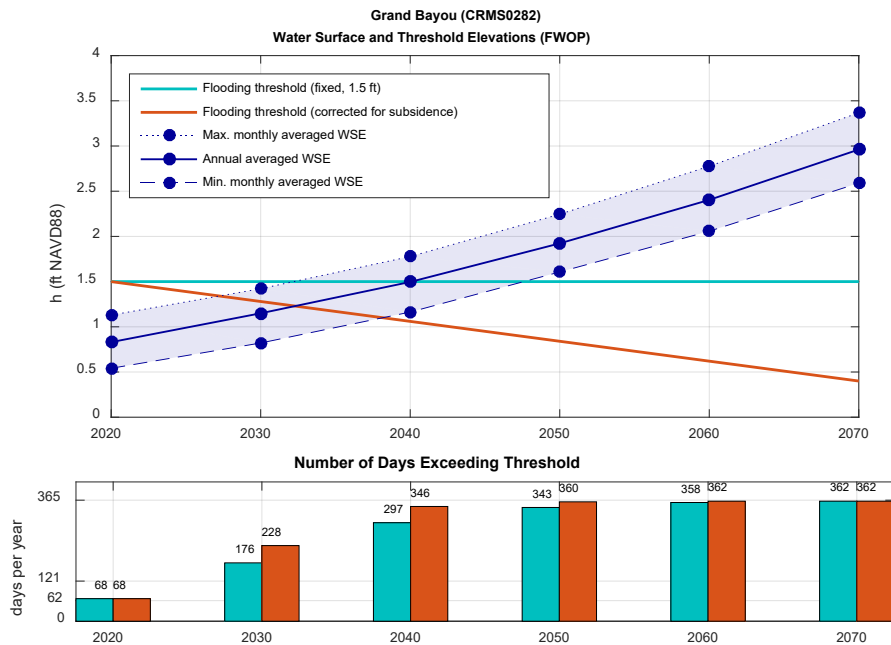 Grand Bayou (CRMS0282)
Water Surface and Threshold Elevations (FWOP)
4
3.5
3
2.5
2
1.5
1
0.5
0
h (ft NAVD88)
Flooding threshold (fixed, 1.5 ft)
Flooding threshold (corrected for subsidence)
Max. monthly averaged WSE
Annual averaged WSE
Min. monthly averaged WSE
2020 2030 2040 2050 2060 2070
Number of Days Exceeding Threshold
365
121
62
0
days per year
68 68 176 228 297 346 343 360 358 362 362 362
2020 2030 2040 2050 2060 2070